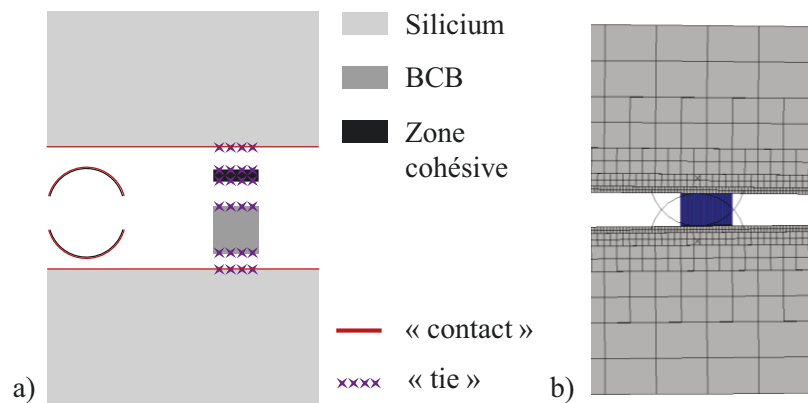 Silicium
BCB
Zone
cohésive
« contact »
« tie »
a)
b)